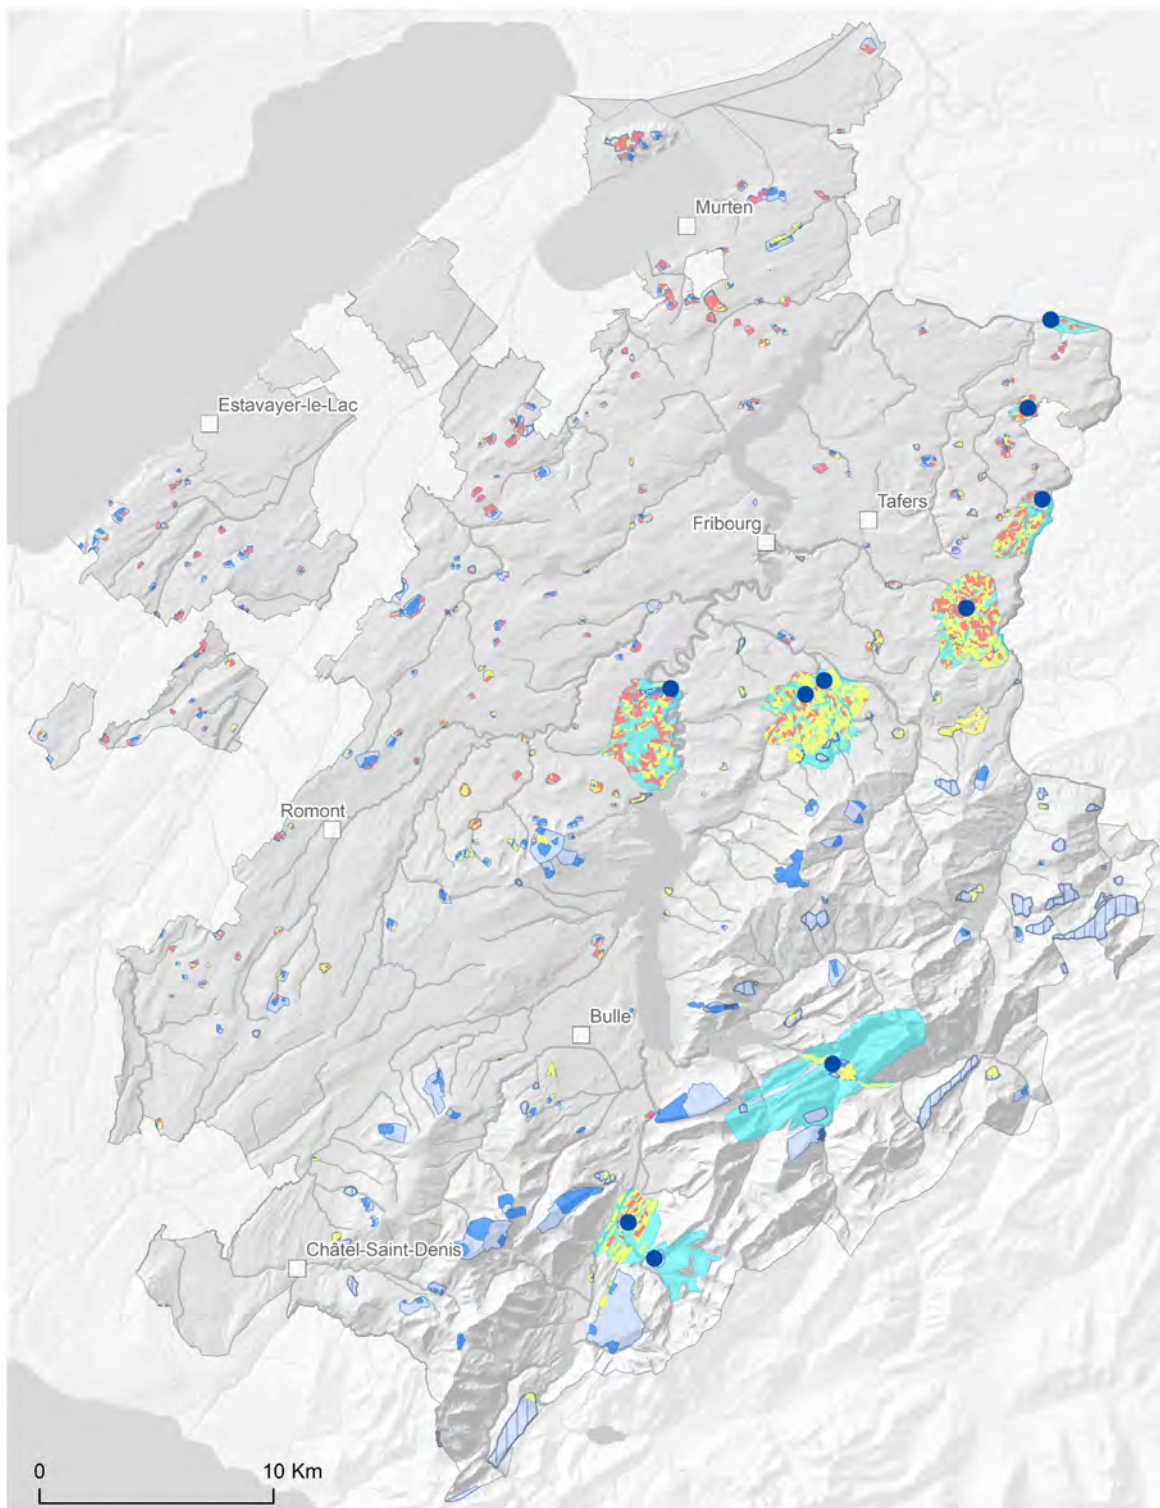 Murten
Estavayer-le-Lac
Tafers
Fribourg
Romont
Bulle
Châtel-Saint-Denis
0 10 Km